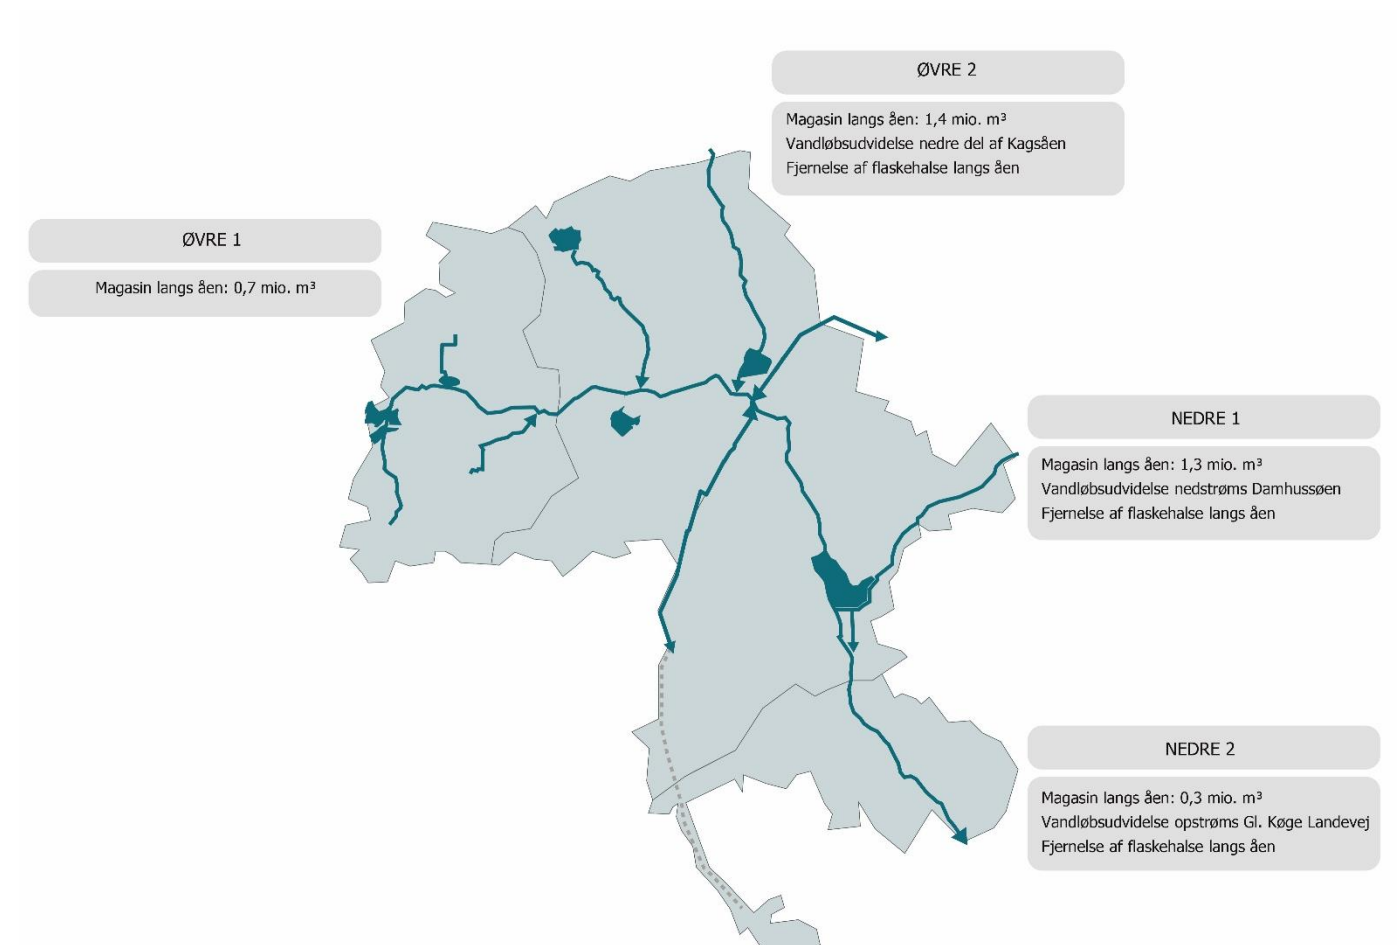 ØVRE 2
Magasin langs åen: 1,4 mio. m³
Vandløbsudvidelse nedre del af Kagsåen
Fjernelse af flaskehalse langs åen
ØVRE 1
Magasin langs åen: 0,7 mio. m³
NEDRE 1
Magasin langs åen: 1,3 mio. m³
Vandløbsudvidelse nedstrøms Damhussøen
Fjernelse af flaskehalse langs åen
NEDRE 2
Magasin langs åen: 0,3 mio. m³
Vandløbsudvidelse opstrøms Gl. Køge Landevej
Fjernelse af flaskehalse langs åen